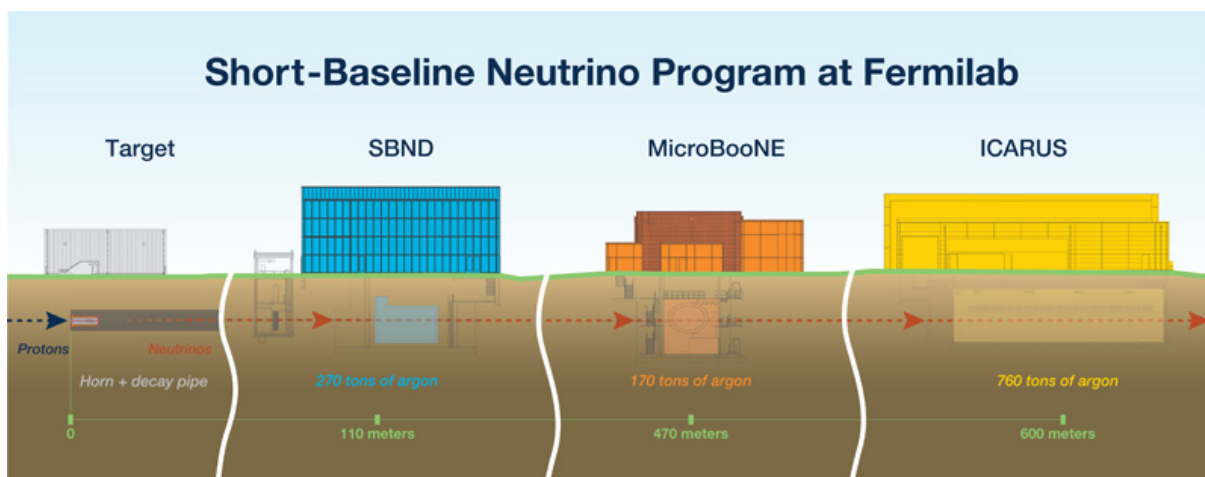 Short-Baseline Neutrino Program at Fermilab
Target
SBND
MicroBooNE
ICARUS
Protons
Neutrinos
Horn + decay pipe
270 tons of argon
170 tons of argon
760 tons of argon
0
110 meters
470 meters
600 meters